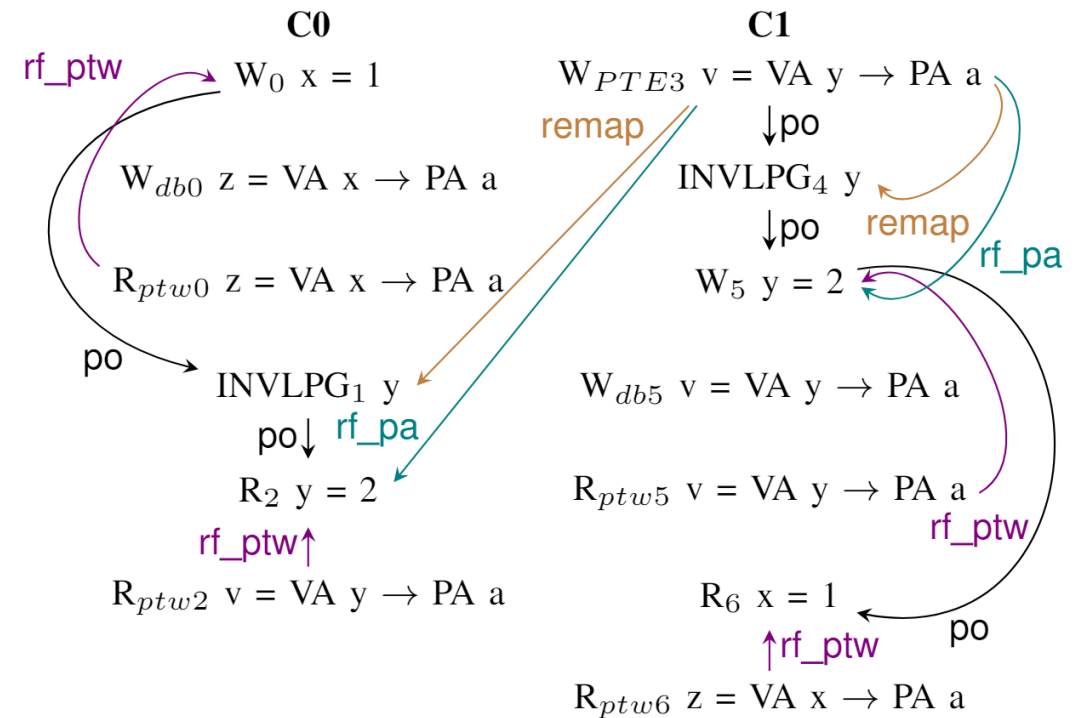 C0
rf_ptw
W0 x = 1
Wdb0 z = VA x → PA a
Rptw0 z = VA x → PA a
po
INVLPG1 y
po
rf_pa
R2 y = 2
rf_ptw
Rptw2 v = VA y → PA a
C1
WPTE3 v = VA y → PA a
remap
po
INVLPG4 y
remap
po
rf_pa
W5 y = 2
Wdb5 v = VA y → PA a
Rptw5 v = VA y → PA a
rf_ptw
R6 x = 1
po
rf_ptw
Rptw6 z = VA x → PA a